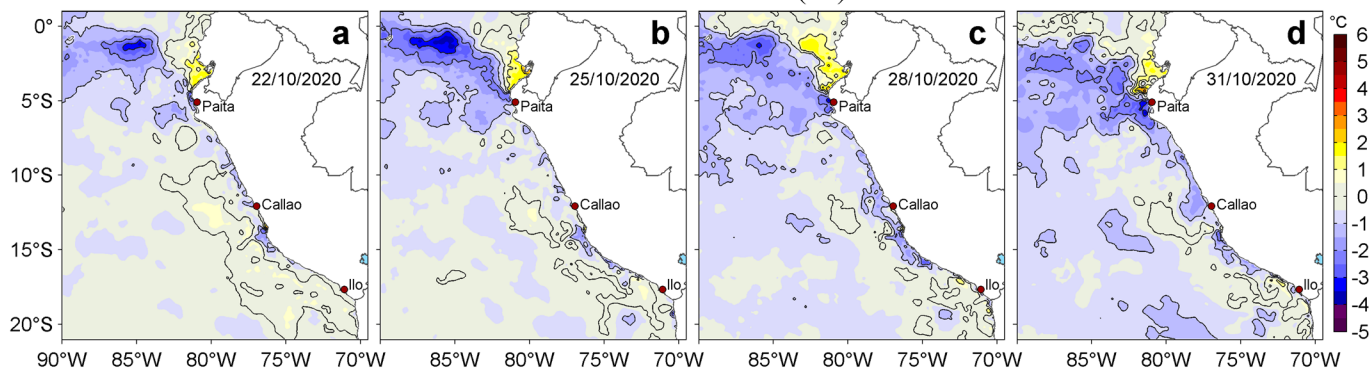 a
22/10/2020
Paita
Callao
Ilo
b
25/10/2020
Paita
Callao
Ilo
c
28/10/2020
Paita
Callao
Ilo
d
31/10/2020
Paita
Callao
Ilo
0°
5°S
10°S
15°S
20°S
90°W 85°W 80°W 75°W 70°W
85°W 80°W 75°W 70°W
85°W 80°W 75°W 70°W
85°W 80°W 75°W 70°W
°C
6
5
4
3
2
1
0
-1
-2
-3
-4
-5